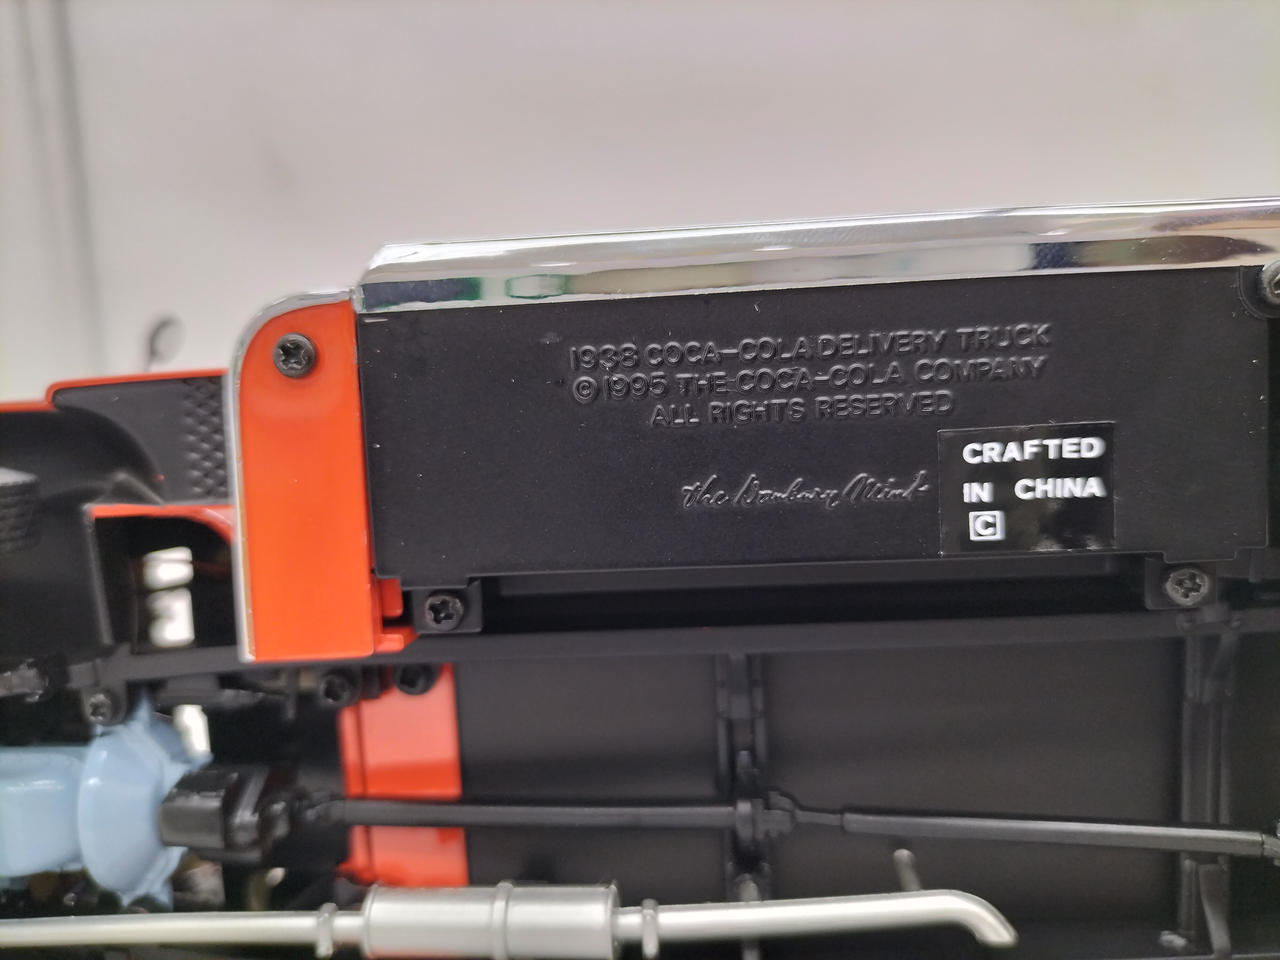 1938 COCA-COLA DELIVERY TRUCK
©1995 THE COCA-COLA COMPANY
ALL RIGHTS RESERVED
the Danbury Mint
CRAFTED
IN CHINA
C